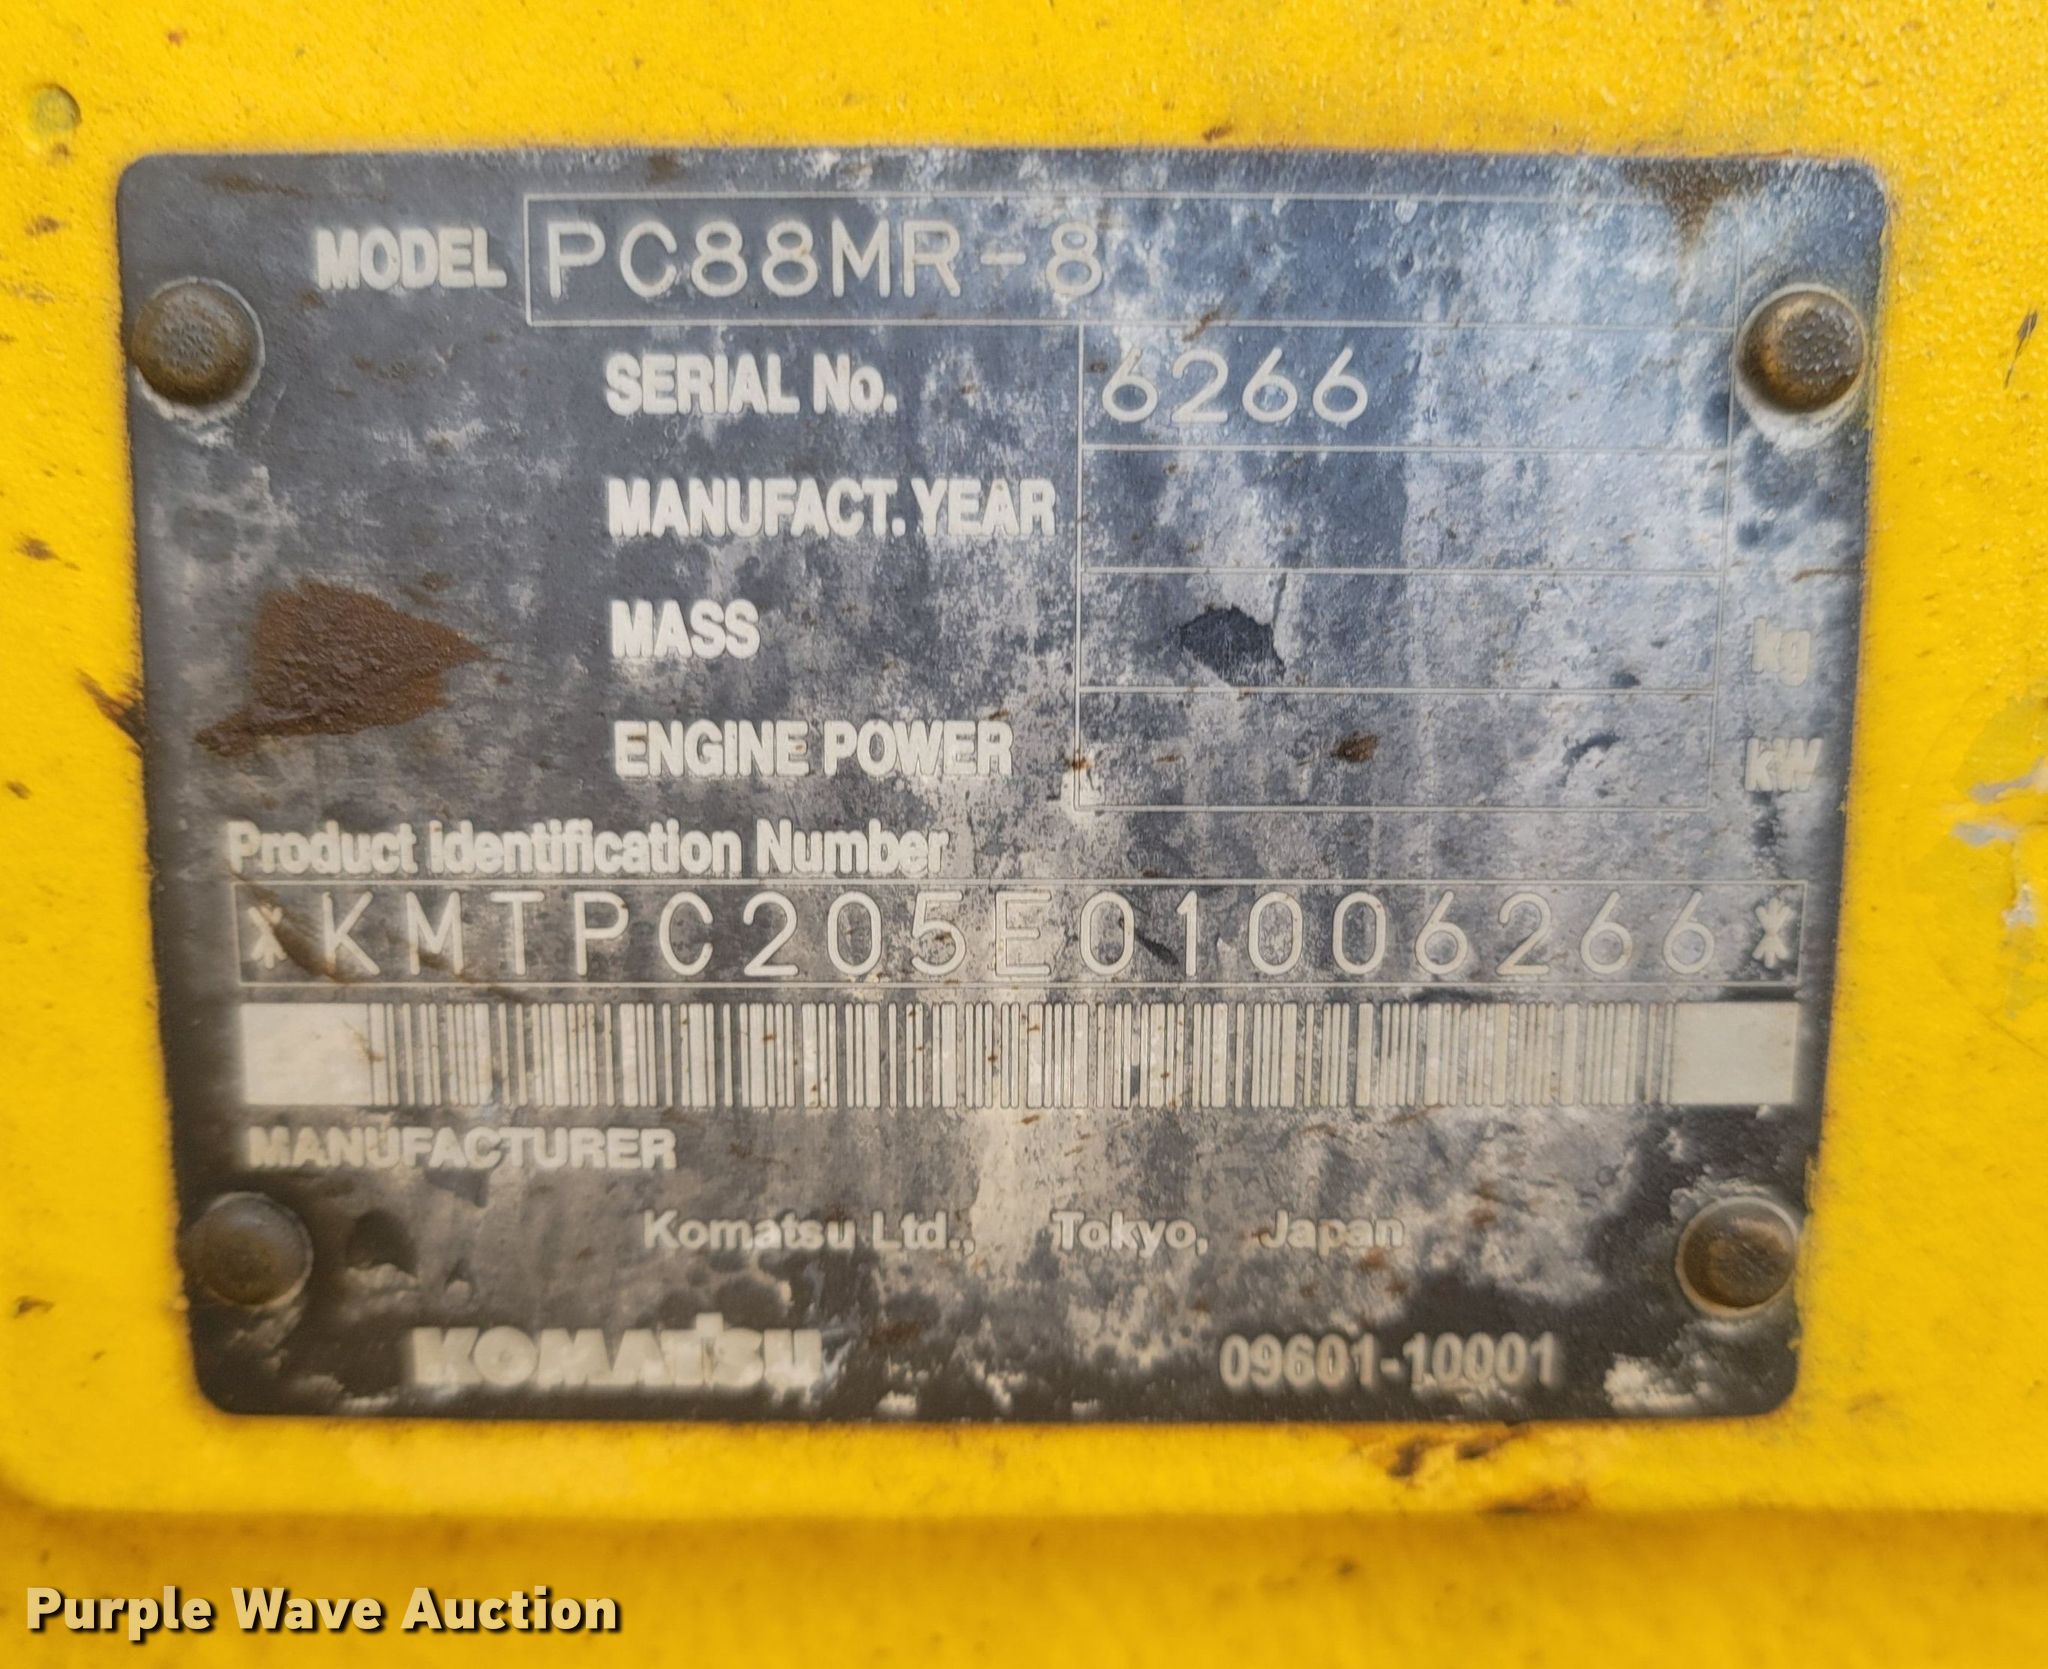 MODEL PC88MR-8
SERIAL No. 6266
MANUFACT. YEAR
MASS kg
ENGINE POWER kW
Product Identification Number
*KMTPC205E01006266*
MANUFACTURER
Komatsu Ltd., Tokyo, Japan
KOMATSU 09601-10001
Purple Wave Auction